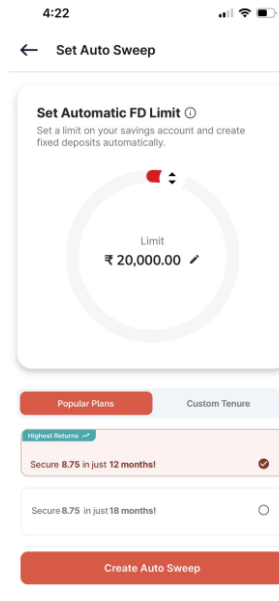 4:22
Set Auto Sweep
Set Automatic FD Limit
Set a limit on your savings account and create
fixed deposits automatically.
Limit
₹ 20,000.00
Popular Plans
Custom Tenure
Highest Returns
Secure 8.75 in just 12 months!
Secure 8.75 in just 18 months!
Create Auto Sweep